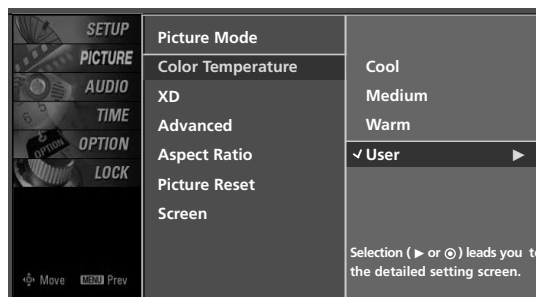 SETUP
PICTURE
AUDIO
TIME
OPTION
LOCK
Move MENU Prev
Picture Mode
Color Temperature
XD
Advanced
Aspect Ratio
Picture Reset
Screen
Cool
Medium
Warm
✓ User ▶
Selection ( ▶ or ◉ ) leads you to
the detailed setting screen.